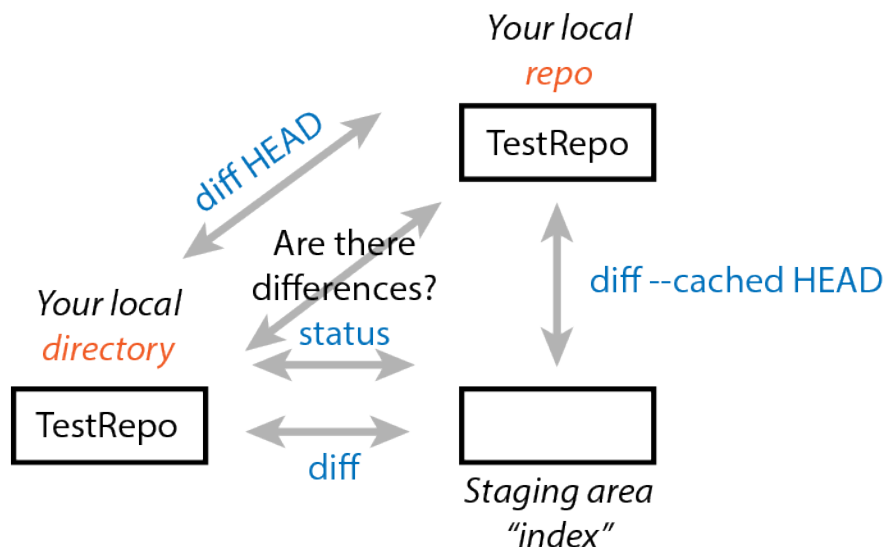 Your local
repo
TestRepo
diff HEAD
Are there
differences?
status
diff --cached HEAD
Your local
directory
TestRepo
diff
Staging area
“index”